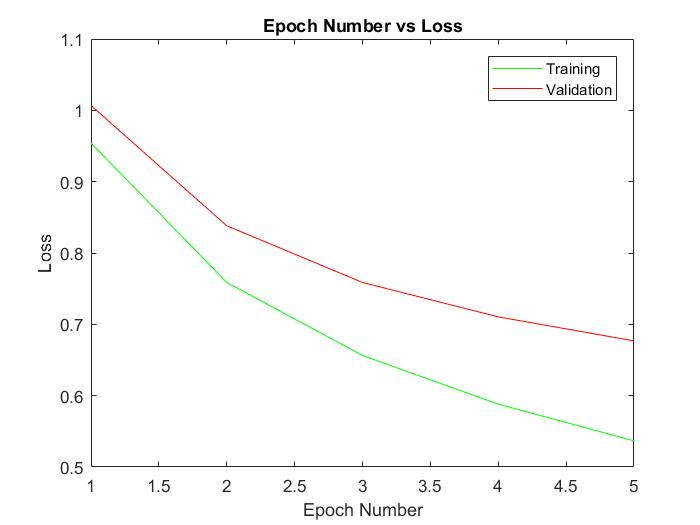 Epoch Number vs Loss
1.1
1
0.9
0.8
0.7
0.6
0.5
Loss
Training
Validation
1 1.5 2 2.5 3 3.5 4 4.5 5
Epoch Number